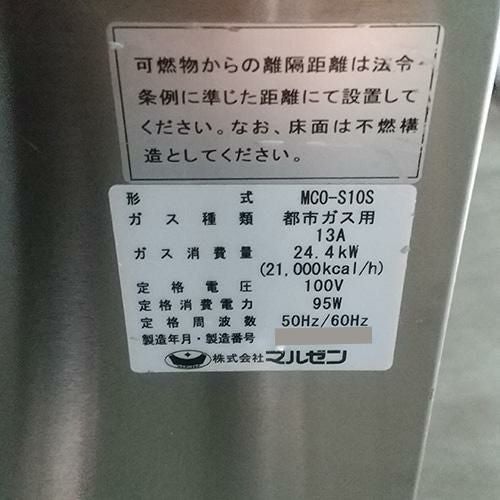 可燃物からの離隔距離は法令・
条例に準じた距離にて設置して
ください。なお、床面は不燃構
造としてください。
形式 MCO-S10S
ガス種類 都市ガス用
13A
ガス消費量 24.4kW
(21,000kcal/h)
定格電圧 100V
定格消費電力 95W
定格周波数 50Hz/60Hz
製造年月・製造番号
株式会社マルゼン